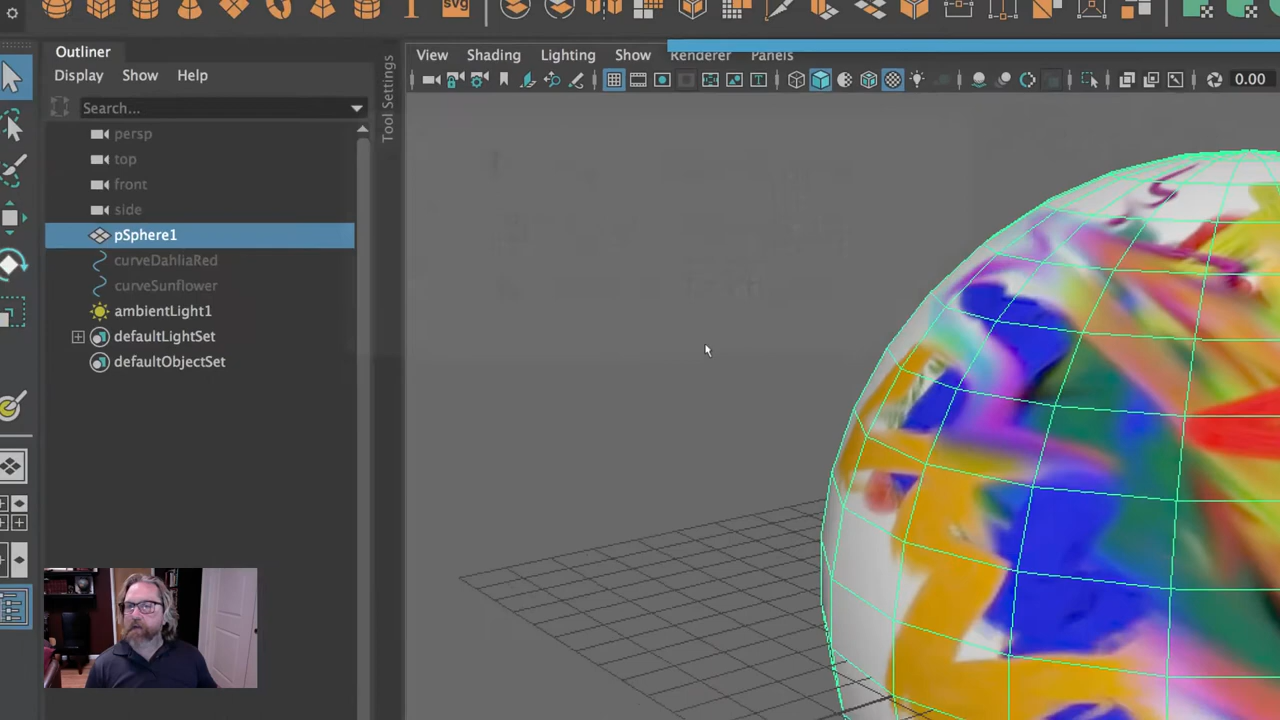 svg
Outliner
Display Show Help
Search...
persp
top
front
side
pSphere1
curveDahliaRed
curveSunflower
ambientLight1
defaultLightSet
defaultObjectSet
Tool Settings
View Shading Lighting Show Renderer Panels
0.00